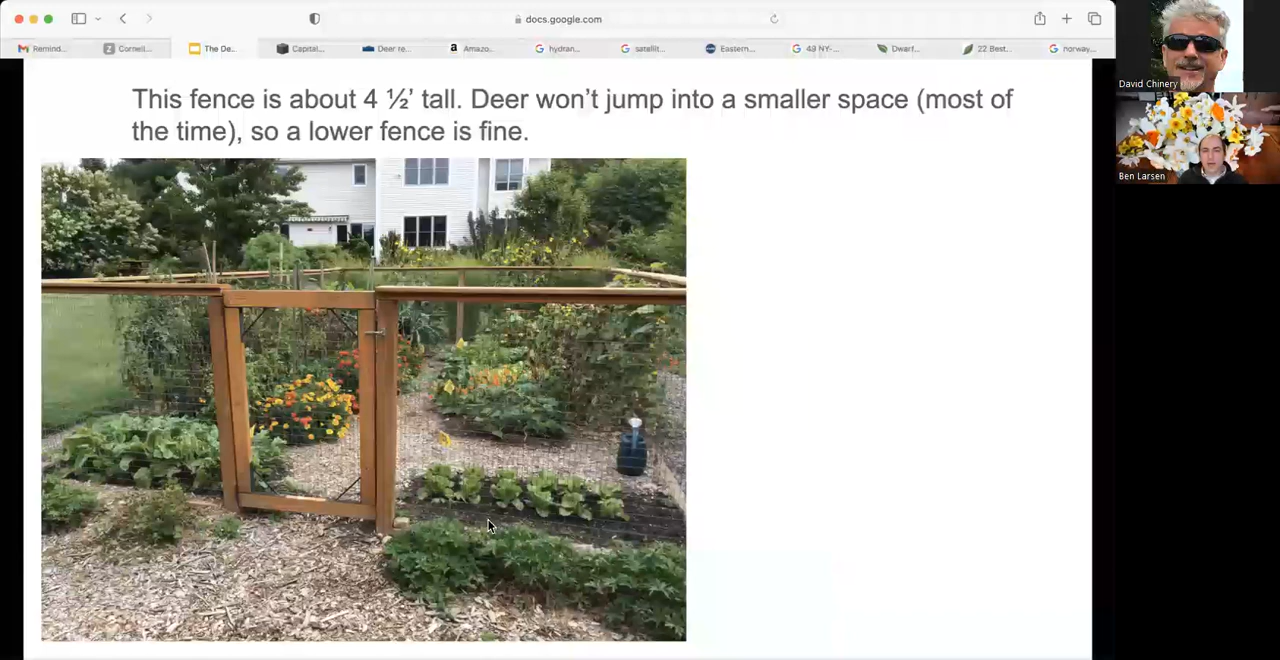 docs.google.com
Remind...
Cornell...
The De...
Capital...
Deer re...
Amazo...
hydran...
satellit...
Eastern...
43 NY-...
Dwarf...
22 Best...
norway...
This fence is about 4 ½’ tall. Deer won’t jump into a smaller space (most of
the time), so a lower fence is fine.
David Chinery
Ben Larsen